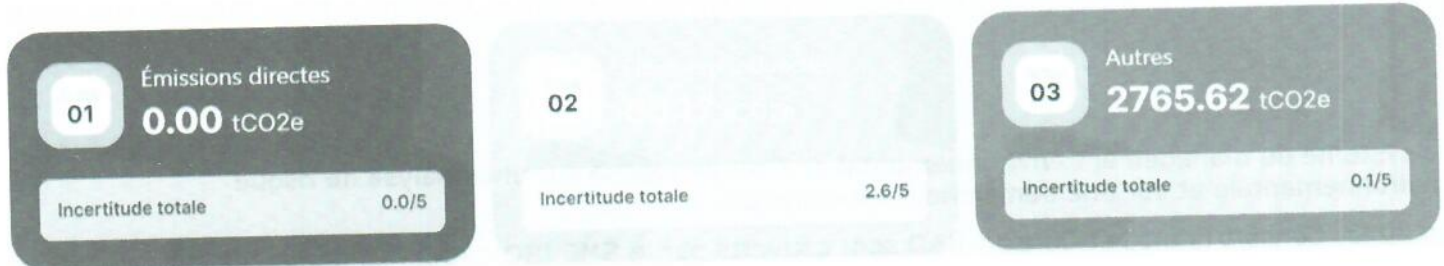 01
Émissions directes
0.00 tCO2e
Incertitude totale 0.0/5
02
Incertitude totale 2.6/5
03
Autres
2765.62 tCO2e
Incertitude totale 0.1/5